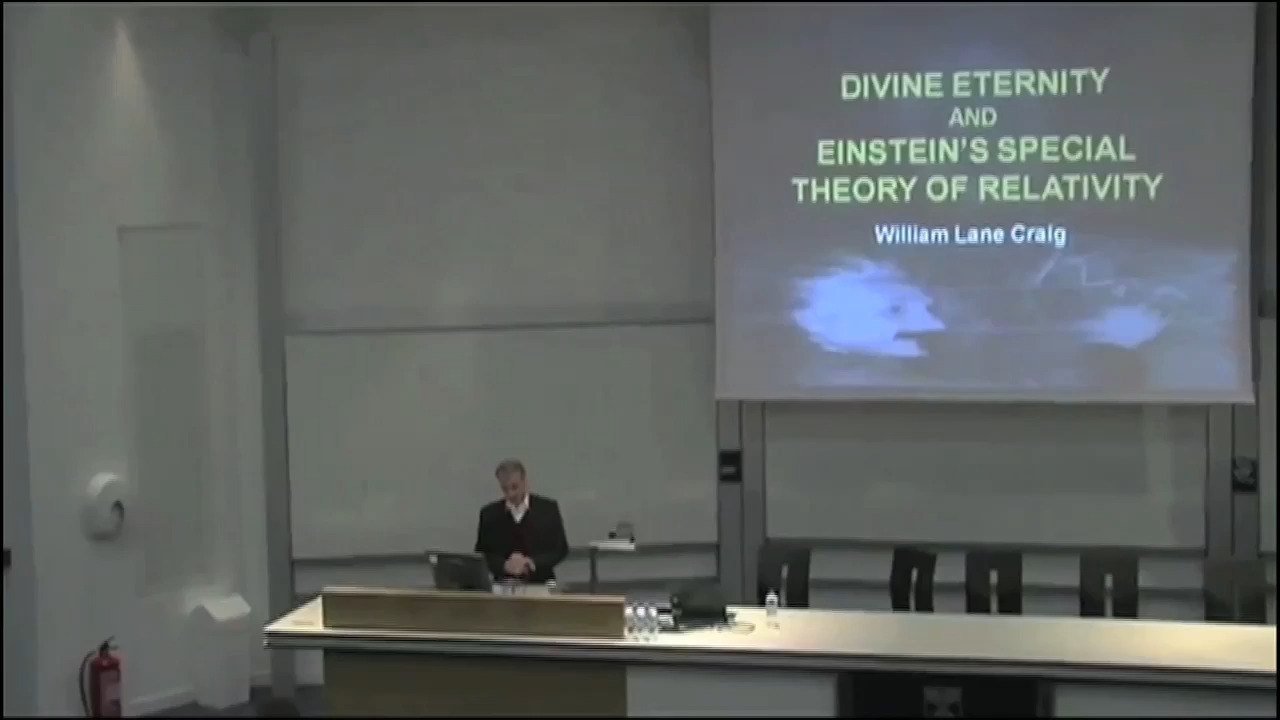 DIVINE ETERNITY
AND
EINSTEIN'S SPECIAL
THEORY OF RELATIVITY
William Lane Craig